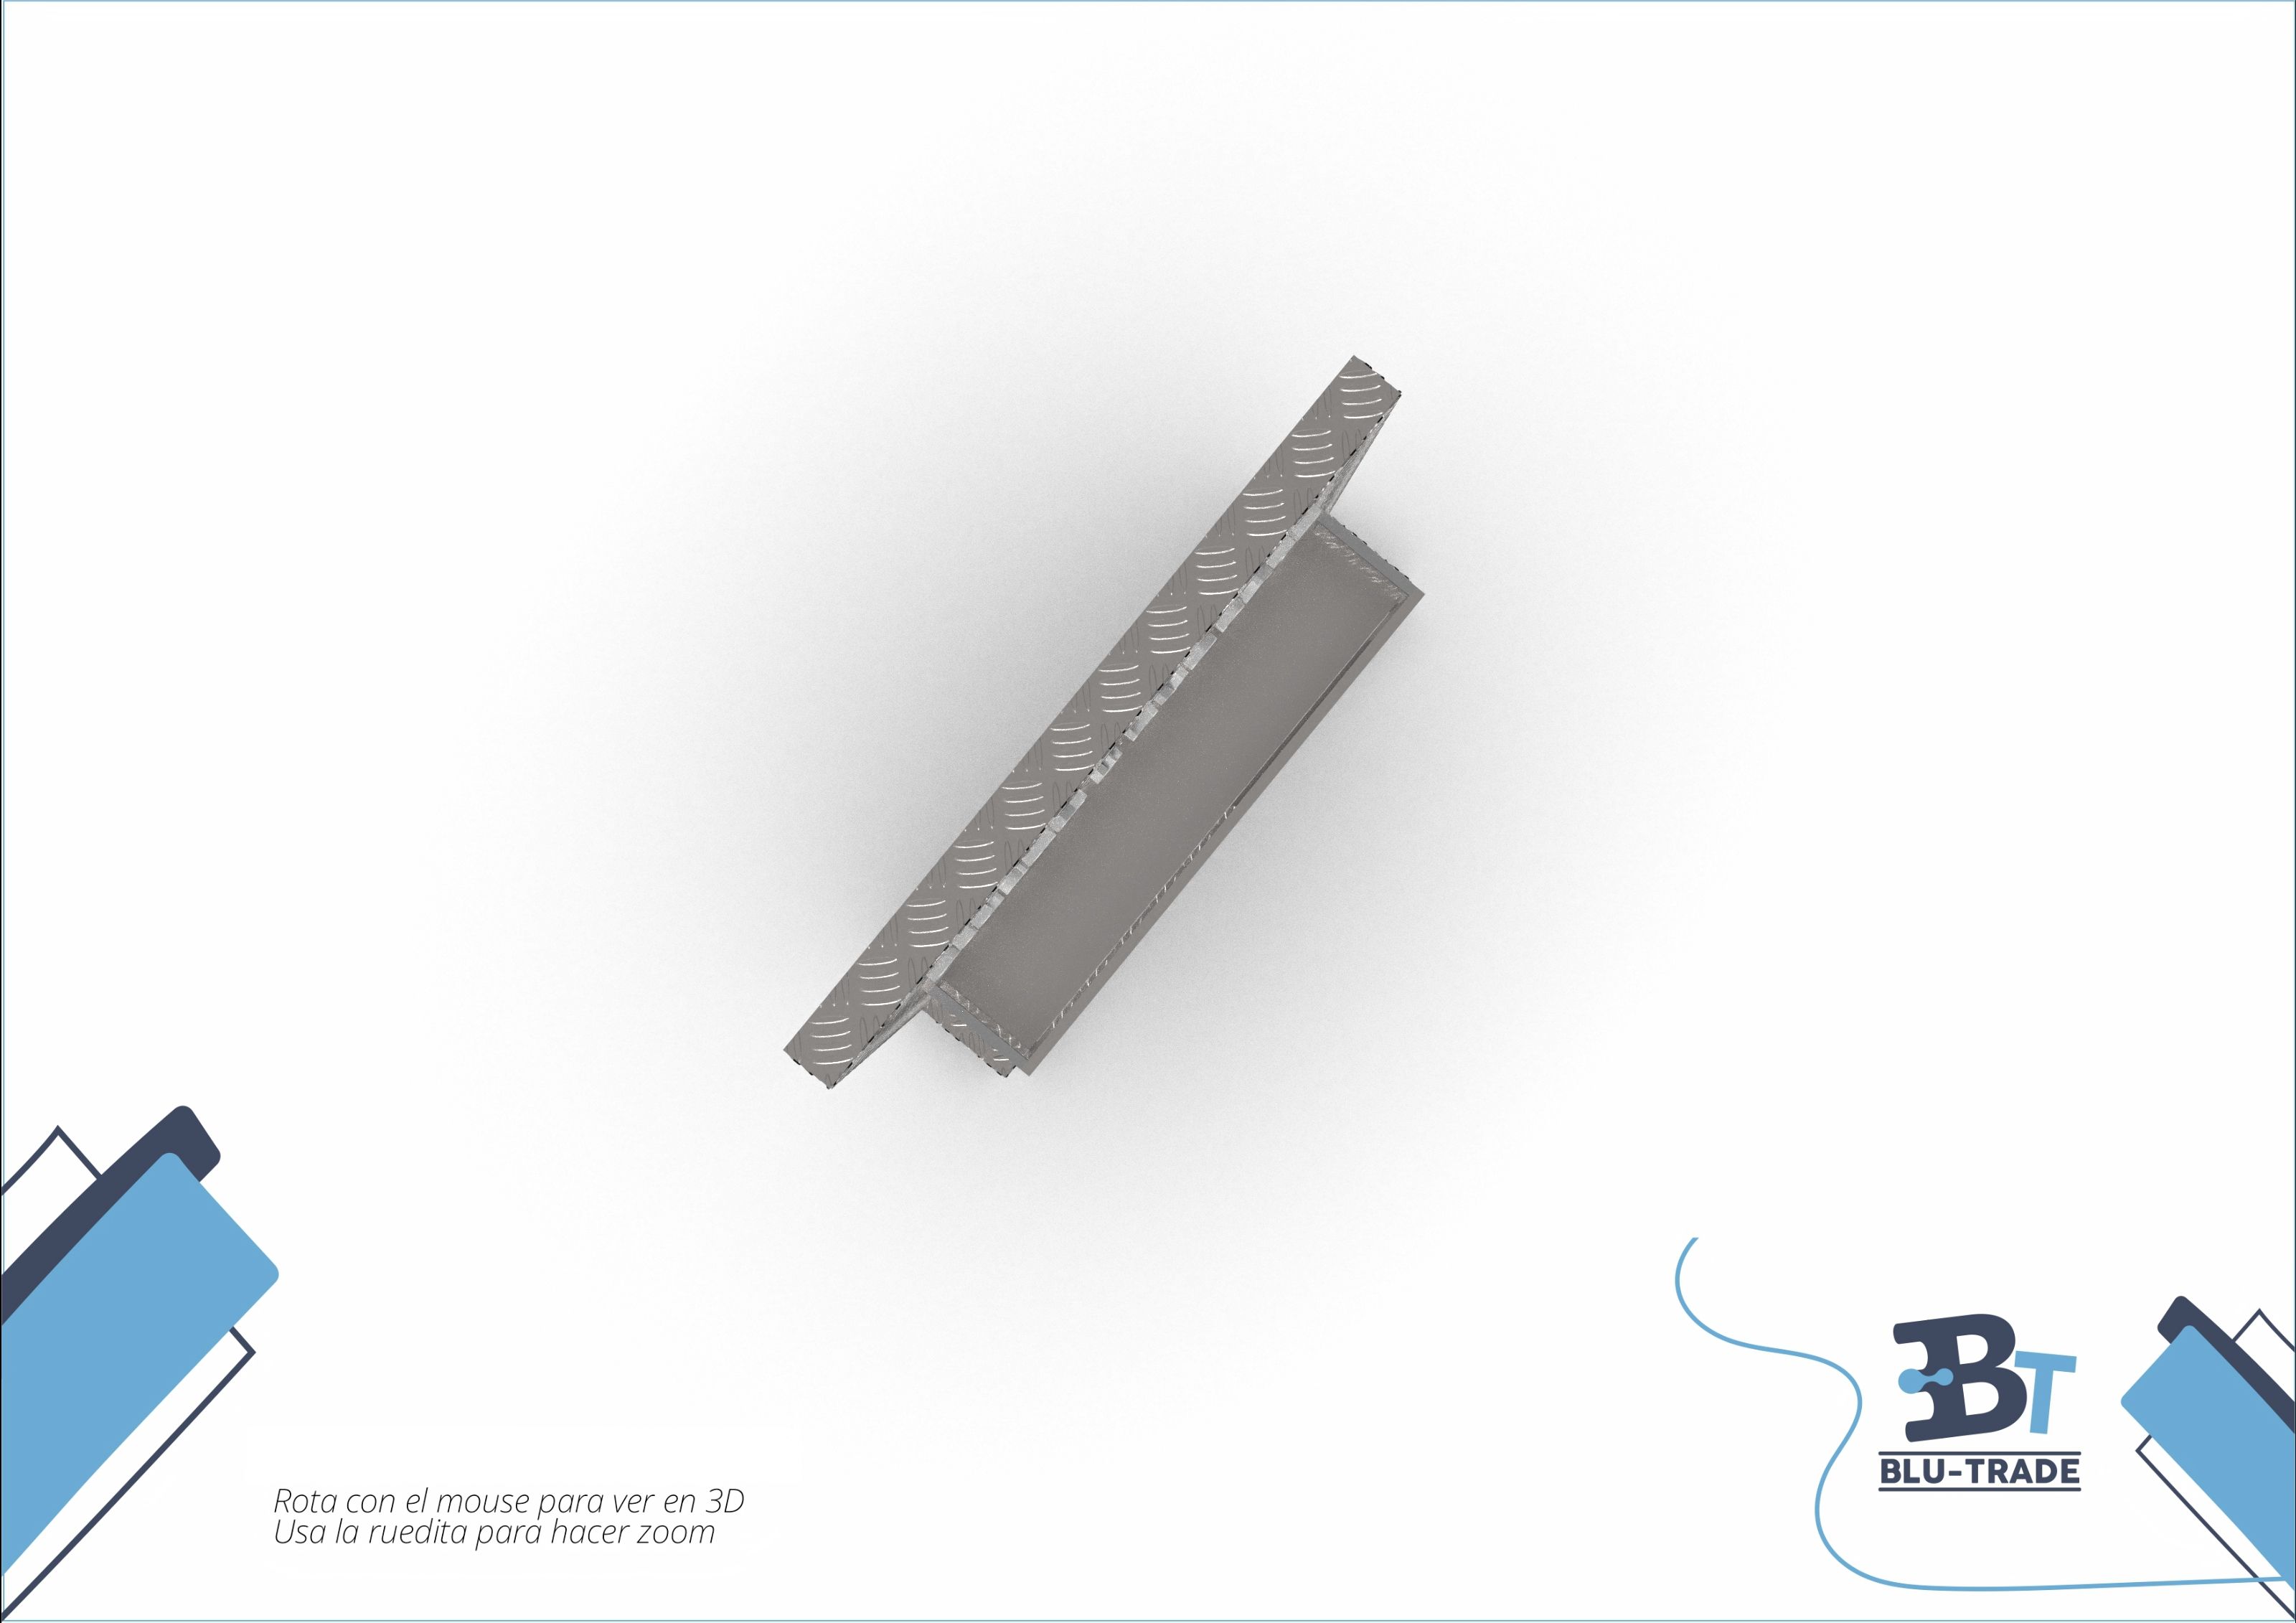 Rota con el mouse para ver en 3D
Usa la ruedita para hacer zoom
BT
BLU-TRADE